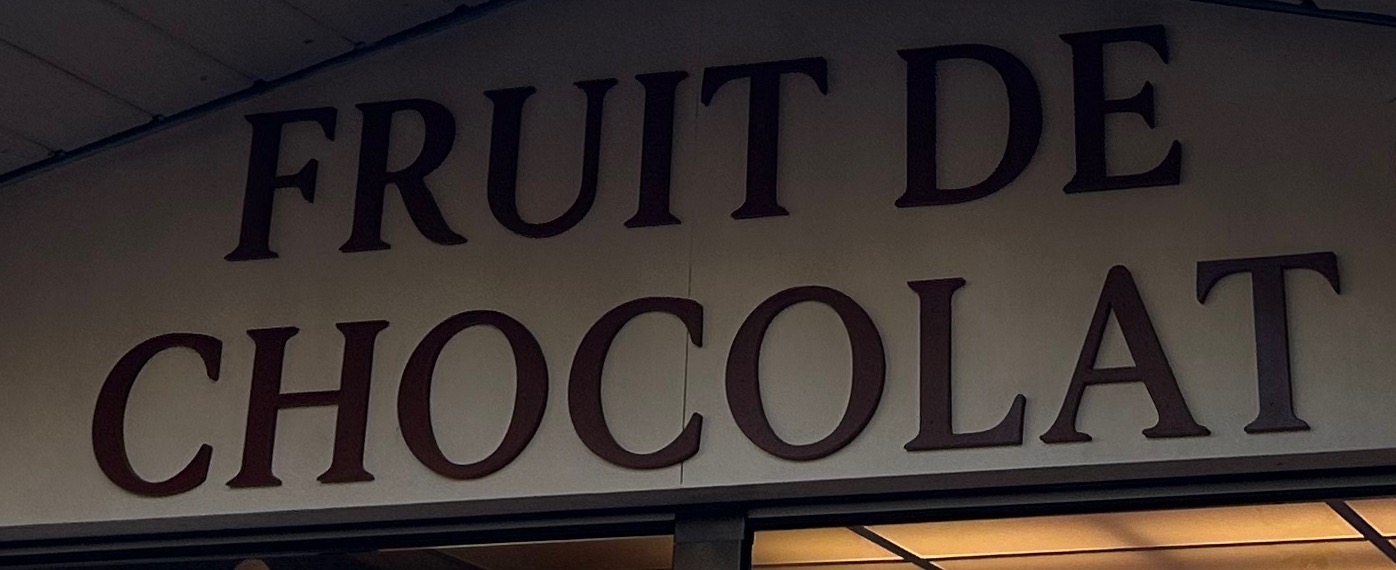 FRUIT DE
CHOCOLAT